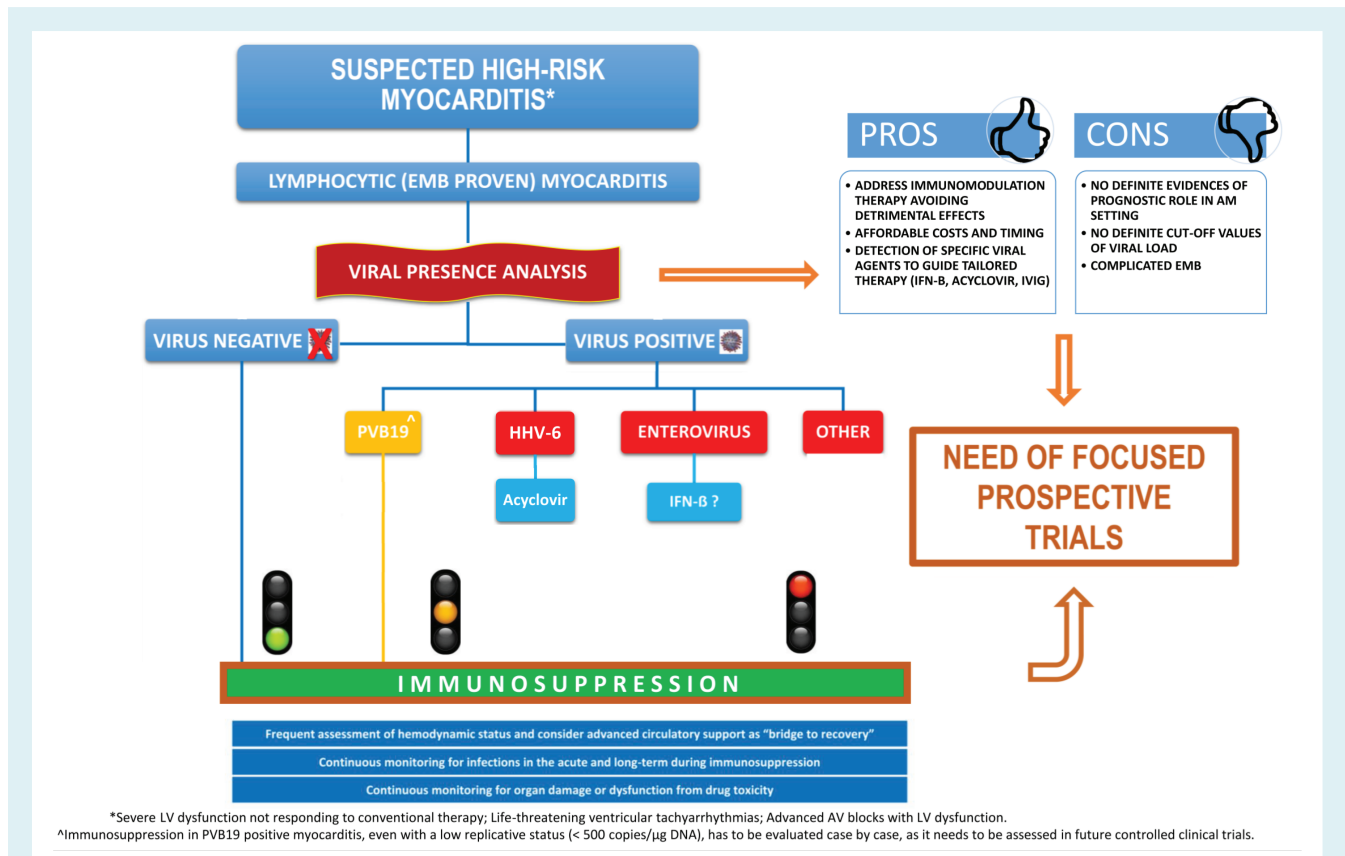 SUSPECTED HIGH-RISK
MYOCARDITIS*
LYMPHOCYTIC (EMB PROVEN) MYOCARDITIS
VIRAL PRESENCE ANALYSIS
VIRUS NEGATIVE
VIRUS POSITIVE
PVB19^
HHV-6
ENTEROVIRUS
OTHER
Acyclovir
IFN-ß ?
IMMUNOSUPPRESSION
Frequent assessment of hemodynamic status and consider advanced circulatory support as “bridge to recovery”
Continuous monitoring for infections in the acute and long-term during immunosuppression
Continuous monitoring for organ damage or dysfunction from drug toxicity
PROS
• ADDRESS IMMUNOMODULATION
THERAPY AVOIDING
DETRIMENTAL EFFECTS
• AFFORDABLE COSTS AND TIMING
• DETECTION OF SPECIFIC VIRAL
AGENTS TO GUIDE TAILORED
THERAPY (IFN-B, ACYCLOVIR, IVIG)
CONS
• NO DEFINITE EVIDENCES OF
PROGNOSTIC ROLE IN AM
SETTING
• NO DEFINITE CUT-OFF VALUES
OF VIRAL LOAD
• COMPLICATED EMB
NEED OF FOCUSED
PROSPECTIVE
TRIALS
*Severe LV dysfunction not responding to conventional therapy; Life-threatening ventricular tachyarrhythmias; Advanced AV blocks with LV dysfunction.
^Immunosuppression in PVB19 positive myocarditis, even with a low replicative status (< 500 copies/µg DNA), has to be evaluated case by case, as it needs to be assessed in future controlled clinical trials.